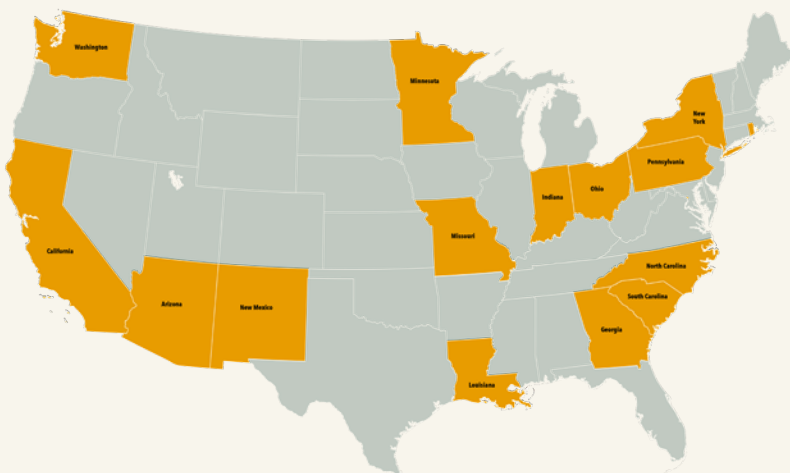 Washington
Minnesota
New
York
Pennsylvania
Ohio
Indiana
Missouri
California
North Carolina
South Carolina
Arizona
New Mexico
Georgia
Louisiana